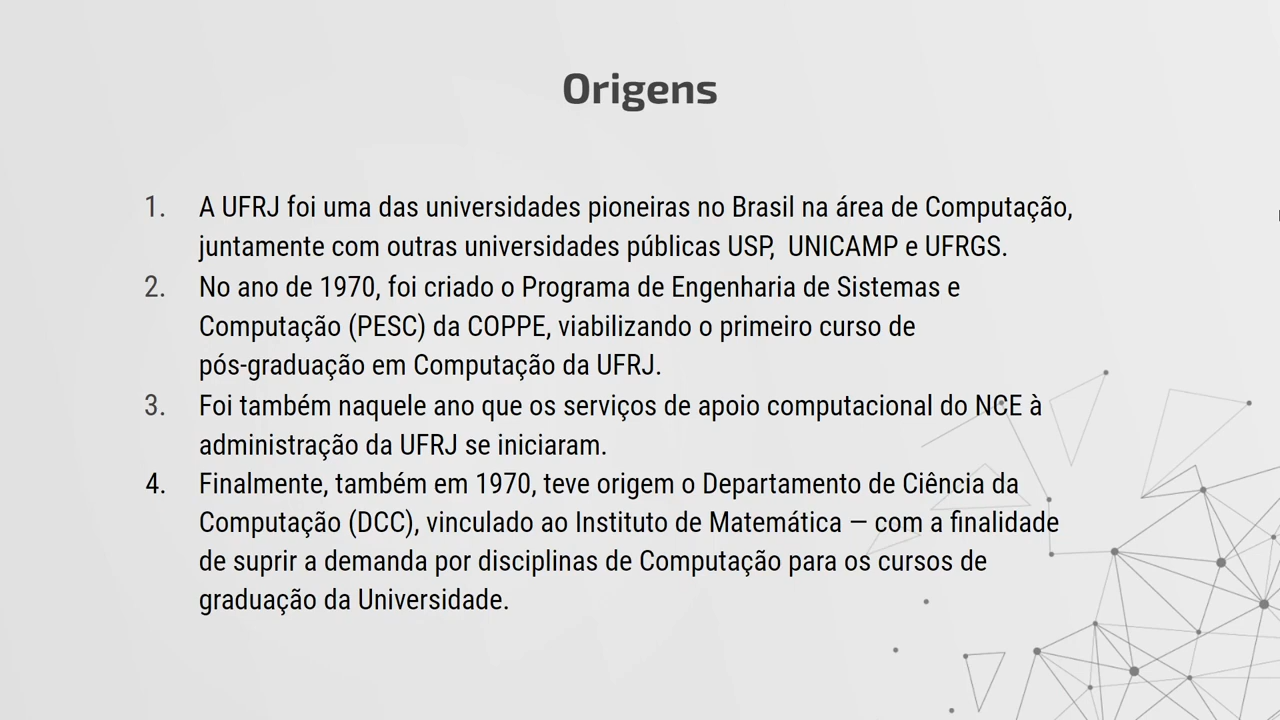 Origens
1. A UFRJ foi uma das universidades pioneiras no Brasil na área de Computação,
juntamente com outras universidades públicas USP,  UNICAMP e UFRGS.
2. No ano de 1970, foi criado o Programa de Engenharia de Sistemas e
Computação (PESC) da COPPE, viabilizando o primeiro curso de
pós-graduação em Computação da UFRJ.
3. Foi também naquele ano que os serviços de apoio computacional do NCE à
administração da UFRJ se iniciaram.
4. Finalmente, também em 1970, teve origem o Departamento de Ciência da
Computação (DCC), vinculado ao Instituto de Matemática — com a finalidade
de suprir a demanda por disciplinas de Computação para os cursos de
graduação da Universidade.